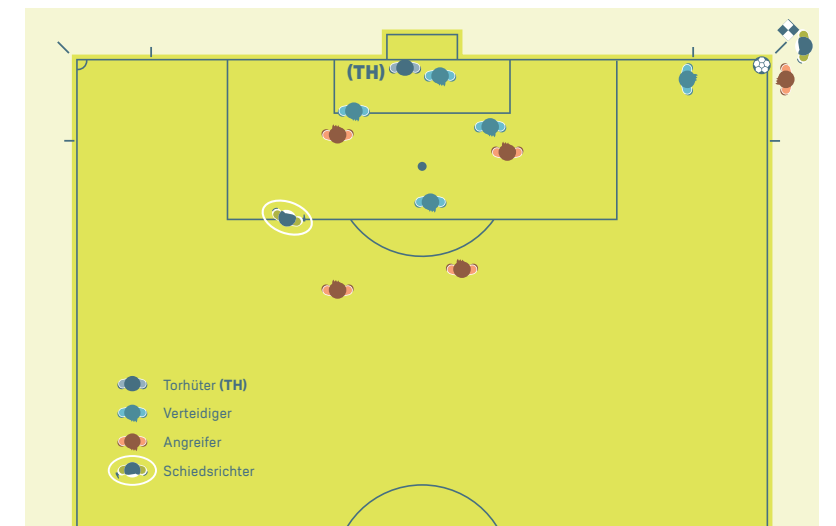 (TH)
Torhüter (TH)
Verteidiger
Angreifer
Schiedsrichter